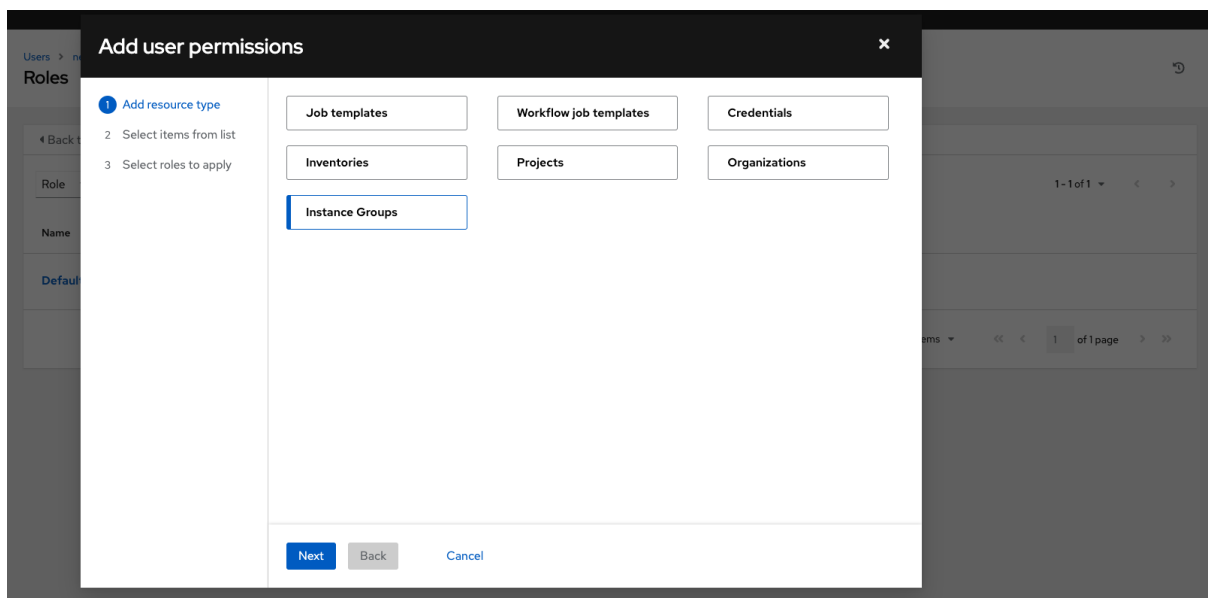 Add user permissions
Users > n
Roles
1 Add resource type
2 Select items from list
3 Select roles to apply
Job templates
Workflow job templates
Credentials
Inventories
Projects
Organizations
Instance Groups
Back t
Role
1 - 1 of 1
Name
Defaul
ems
1 of 1 page
Next
Back
Cancel